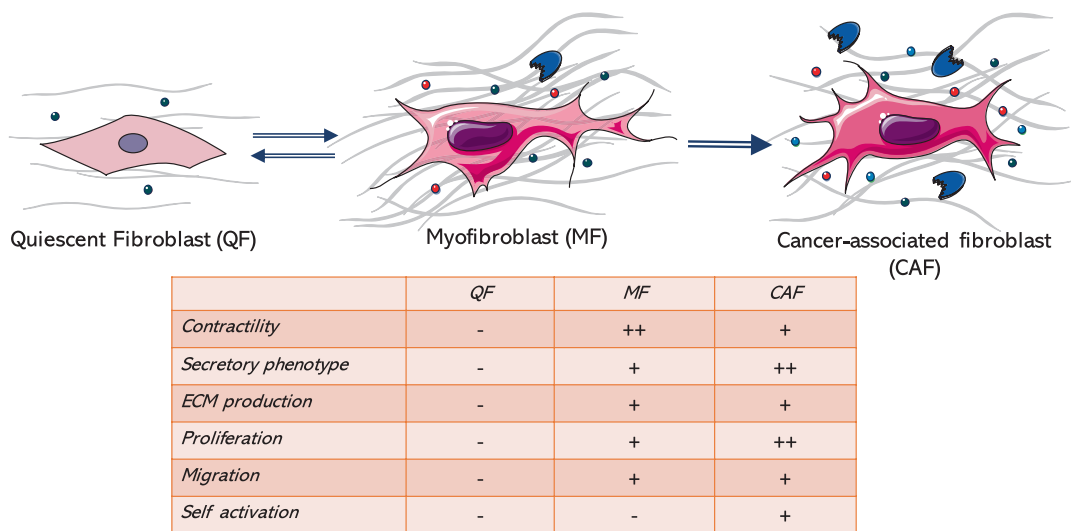 Quiescent Fibroblast (QF)
Myofibroblast (MF)
Cancer-associated fibroblast
(CAF)
QF MF CAF
Contractility - ++ +
Secretory phenotype - + ++
ECM production - + +
Proliferation - + ++
Migration - + +
Self activation - - +